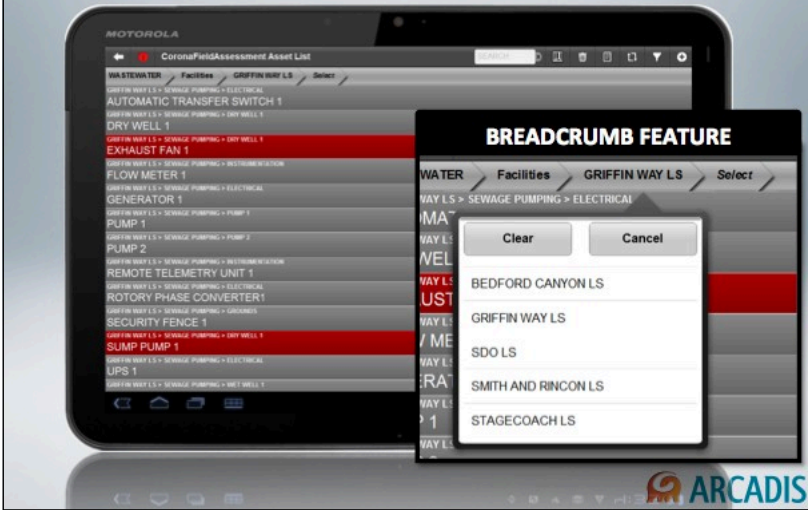 MOTOROLA
CoronaFieldAssessment Asset List
SEARCH
WASTEWATER Facilities GRIFFIN WAY LS Select
GRIFFIN WAY LS > SEWAGE PUMPING > ELECTRICAL
AUTOMATIC TRANSFER SWITCH 1
GRIFFIN WAY LS > SEWAGE PUMPING > DRY WELL 1
DRY WELL 1
GRIFFIN WAY LS > SEWAGE PUMPING > DRY WELL 1
EXHAUST FAN 1
GRIFFIN WAY LS > SEWAGE PUMPING > INSTRUMENTATION
FLOW METER 1
GRIFFIN WAY LS > SEWAGE PUMPING > ELECTRICAL
GENERATOR 1
GRIFFIN WAY LS > SEWAGE PUMPING > PUMP 1
PUMP 1
GRIFFIN WAY LS > SEWAGE PUMPING > PUMP 2
PUMP 2
GRIFFIN WAY LS > SEWAGE PUMPING > INSTRUMENTATION
REMOTE TELEMETRY UNIT 1
GRIFFIN WAY LS > SEWAGE PUMPING > ELECTRICAL
ROTORY PHASE CONVERTER1
GRIFFIN WAY LS > SEWAGE PUMPING > GROUNDS
SECURITY FENCE 1
GRIFFIN WAY LS > SEWAGE PUMPING > DRY WELL 1
SUMP PUMP 1
GRIFFIN WAY LS > SEWAGE PUMPING > ELECTRICAL
UPS 1
GRIFFIN WAY LS > SEWAGE PUMPING > WET WELL 1
BREADCRUMB FEATURE
WATER Facilities GRIFFIN WAY LS Select
WAY LS > SEWAGE PUMPING > ELECTRICAL
Clear Cancel
BEDFORD CANYON LS
GRIFFIN WAY LS
SDO LS
SMITH AND RINCON LS
STAGECOACH LS
ARCADIS